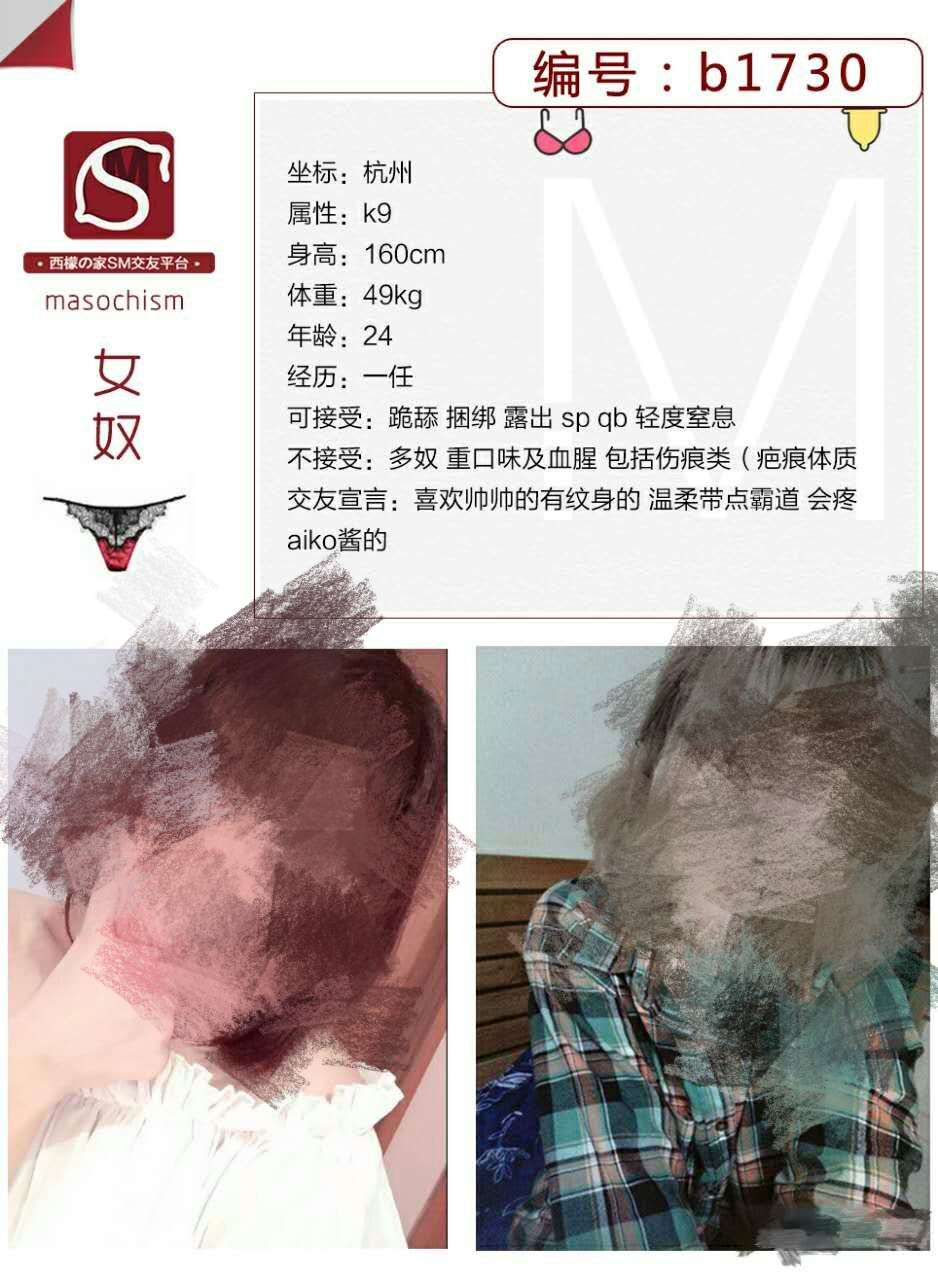 编号：b1730
坐标：杭州
属性：k9
身高：160cm
体重：49kg
年龄：24
经历：一任
可接受：跪舔 捆绑 露出 sp qb 轻度窒息
不接受：多奴 重口味及血腥 包括伤痕类（疤痕体质
交友宣言：喜欢帅帅的有纹身的 温柔带点霸道 会疼
aiko酱的
M
SM
·西檬の家SM交友平台·
masochism
女
奴